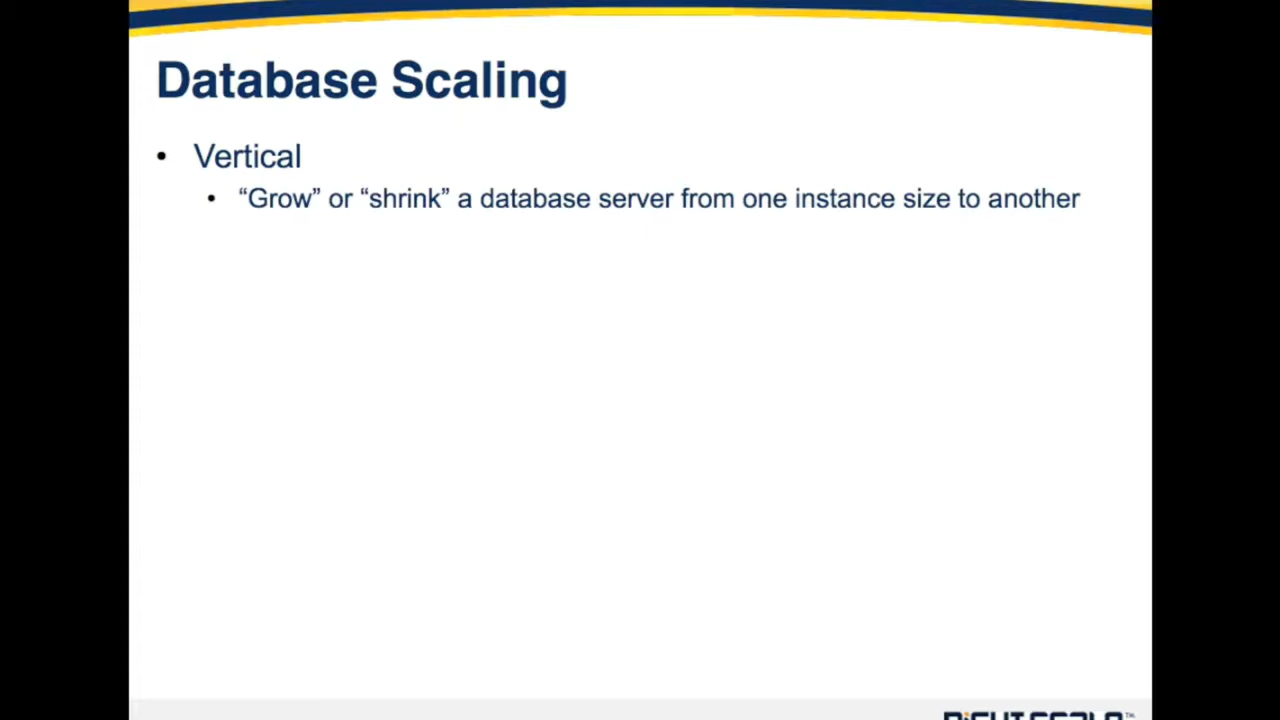 Database Scaling
• Vertical
• “Grow” or “shrink” a database server from one instance size to another